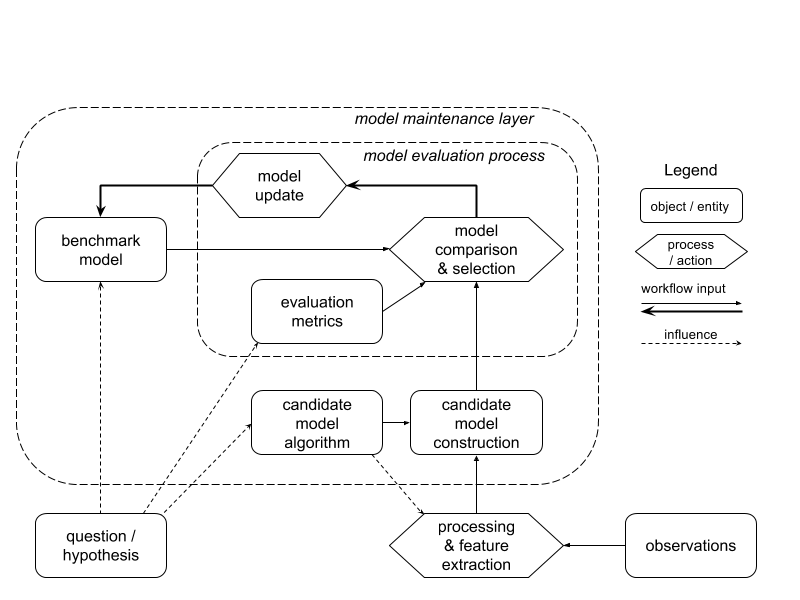 model maintenance layer
model evaluation process
model
update
benchmark
model
model
comparison
& selection
evaluation
metrics
candidate
model
algorithm
candidate
model
construction
question /
hypothesis
processing
& feature
extraction
observations
Legend
object / entity
process
/ action
workflow input
influence